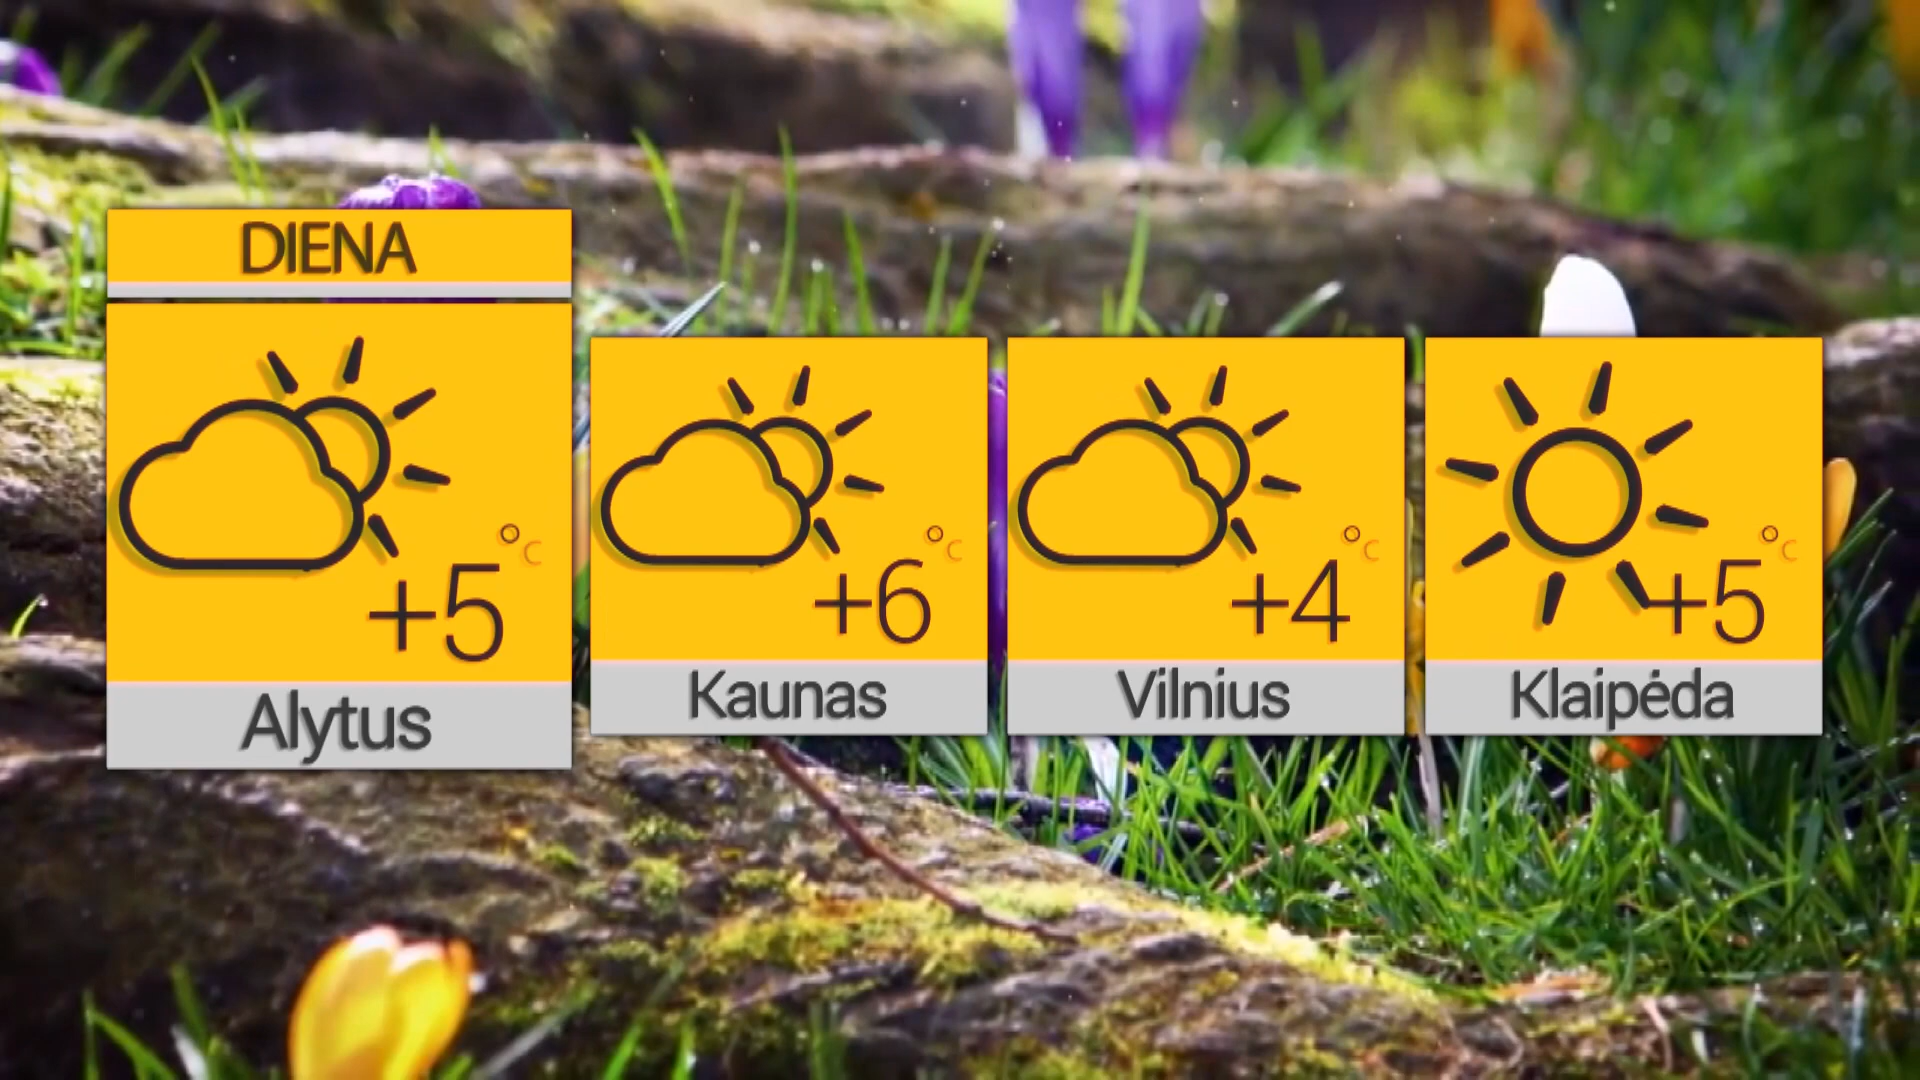 DIENA
+5 °C
Alytus
+6 °C
Kaunas
+4 °C
Vilnius
+5 °C
Klaipėda